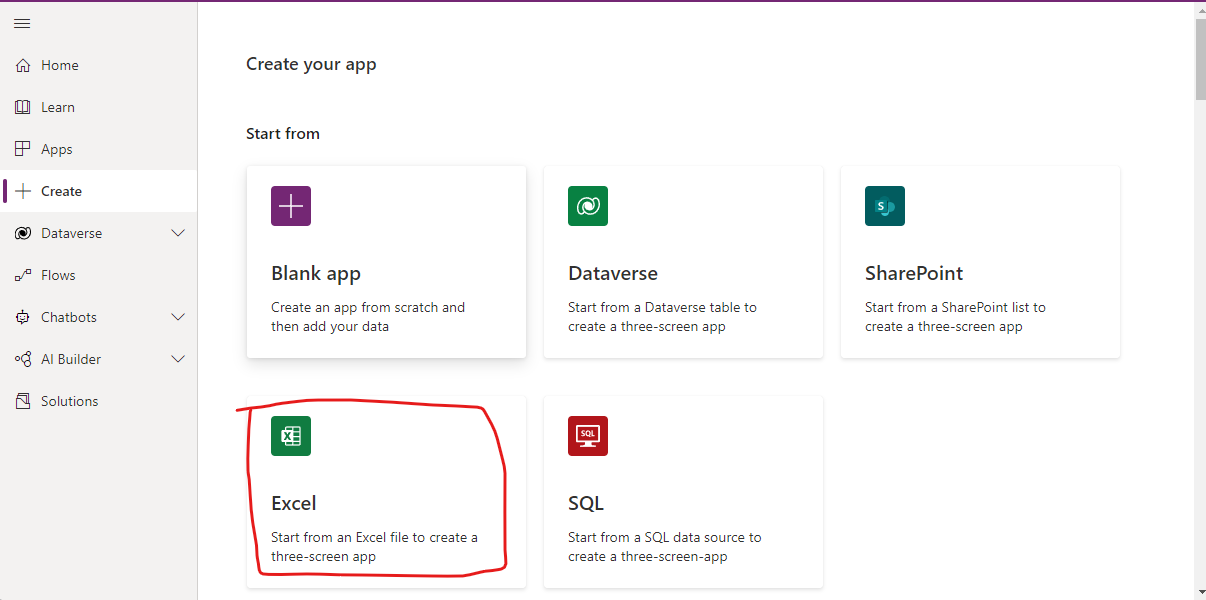 Home
Learn
Apps
Create
Dataverse
Flows
Chatbots
AI Builder
Solutions
Create your app
Start from
Blank app
Create an app from scratch and
then add your data
Dataverse
Start from a Dataverse table to
create a three-screen app
S
SharePoint
Start from a SharePoint list to
create a three-screen app
X
Excel
Start from an Excel file to create a
three-screen app
SQL
SQL
Start from a SQL data source to
create a three-screen-app